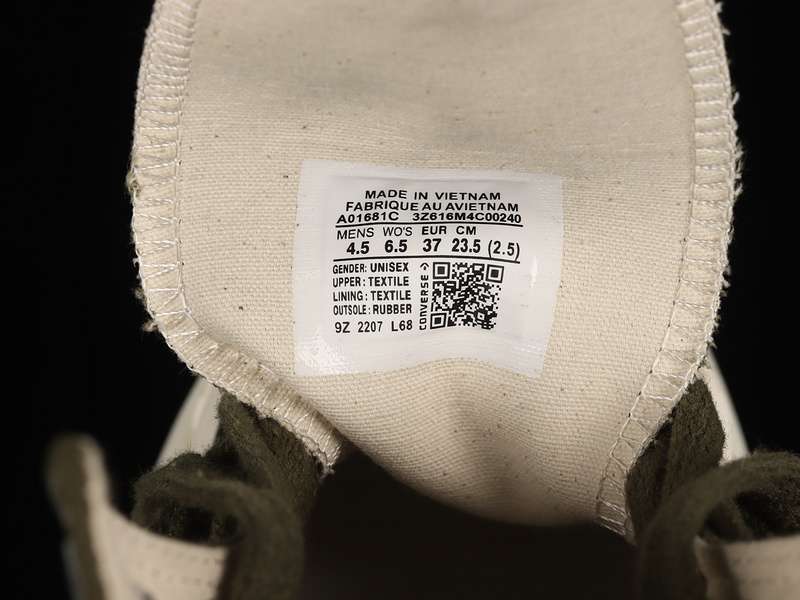 MADE IN VIETNAM
FABRIQUE AU AVIETNAM
A01681C 3Z616M4C00240
MENS WO'S EUR CM
4.5 6.5 37 23.5 (2.5)
GENDER: UNISEX
UPPER: TEXTILE
LINING: TEXTILE
OUTSOLE: RUBBER
9Z 2207 L68
CONVERSE